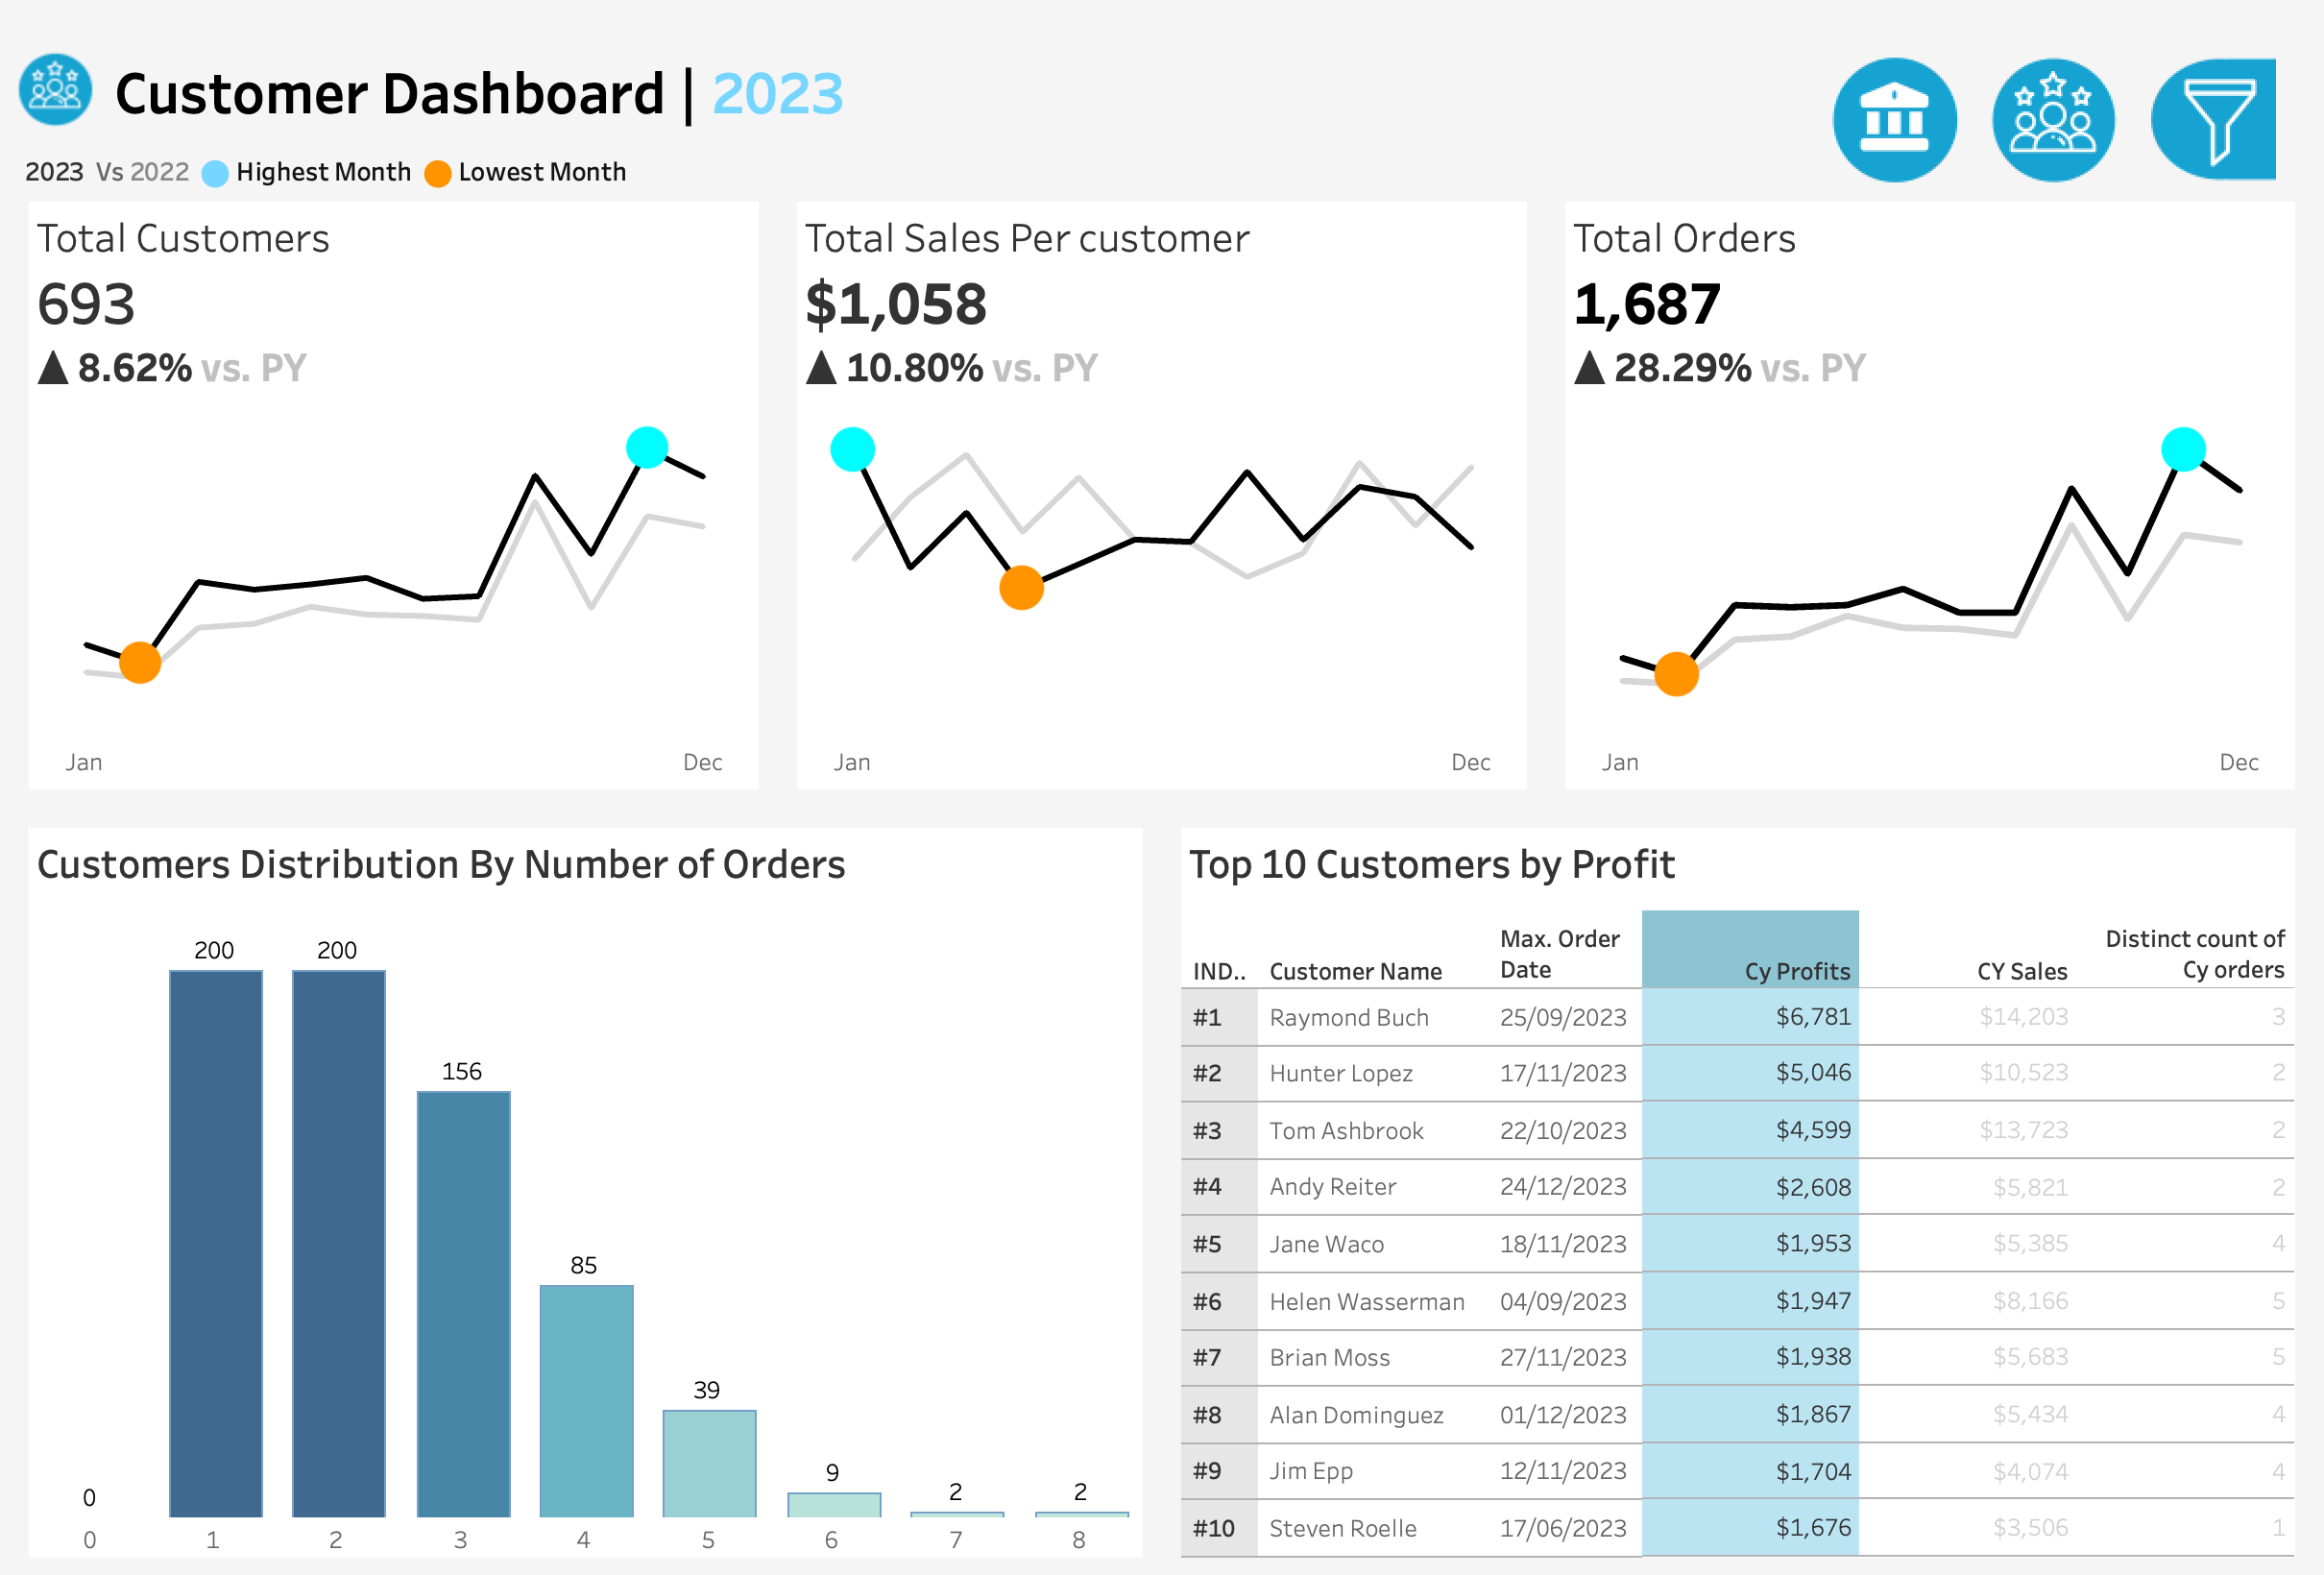 Customer Dashboard | 2023
2023 Vs 2022 Highest Month Lowest Month
Total Customers
693
▲ 8.62% vs. PY
Jan Dec
Total Sales Per customer
$1,058
▲ 10.80% vs. PY
Jan Dec
Total Orders
1,687
▲ 28.29% vs. PY
Jan Dec
Customers Distribution By Number of Orders
0 200 200 156 85 39 9 2 2
0 1 2 3 4 5 6 7 8
Top 10 Customers by Profit
IND.. Customer Name Max. Order Date Cy Profits CY Sales Distinct count of Cy orders
#1 Raymond Buch 25/09/2023 $6,781 $14,203 3
#2 Hunter Lopez 17/11/2023 $5,046 $10,523 2
#3 Tom Ashbrook 22/10/2023 $4,599 $13,723 2
#4 Andy Reiter 24/12/2023 $2,608 $5,821 2
#5 Jane Waco 18/11/2023 $1,953 $5,385 4
#6 Helen Wasserman 04/09/2023 $1,947 $8,166 5
#7 Brian Moss 27/11/2023 $1,938 $5,683 5
#8 Alan Dominguez 01/12/2023 $1,867 $5,434 4
#9 Jim Epp 12/11/2023 $1,704 $4,074 4
#10 Steven Roelle 17/06/2023 $1,676 $3,506 1